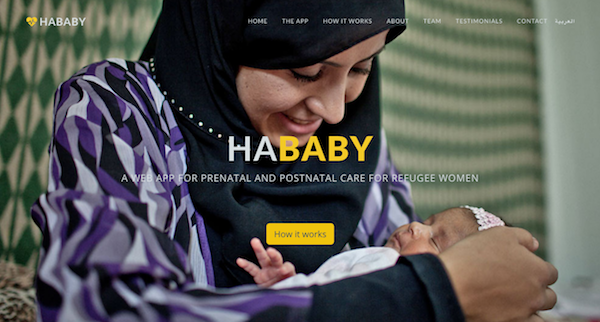 HABABY
HOME THE APP HOW IT WORKS ABOUT TEAM TESTIMONIALS CONTACT العربية
HABABY
A WEB APP FOR PRENATAL AND POSTNATAL CARE FOR REFUGEE WOMEN
How it works